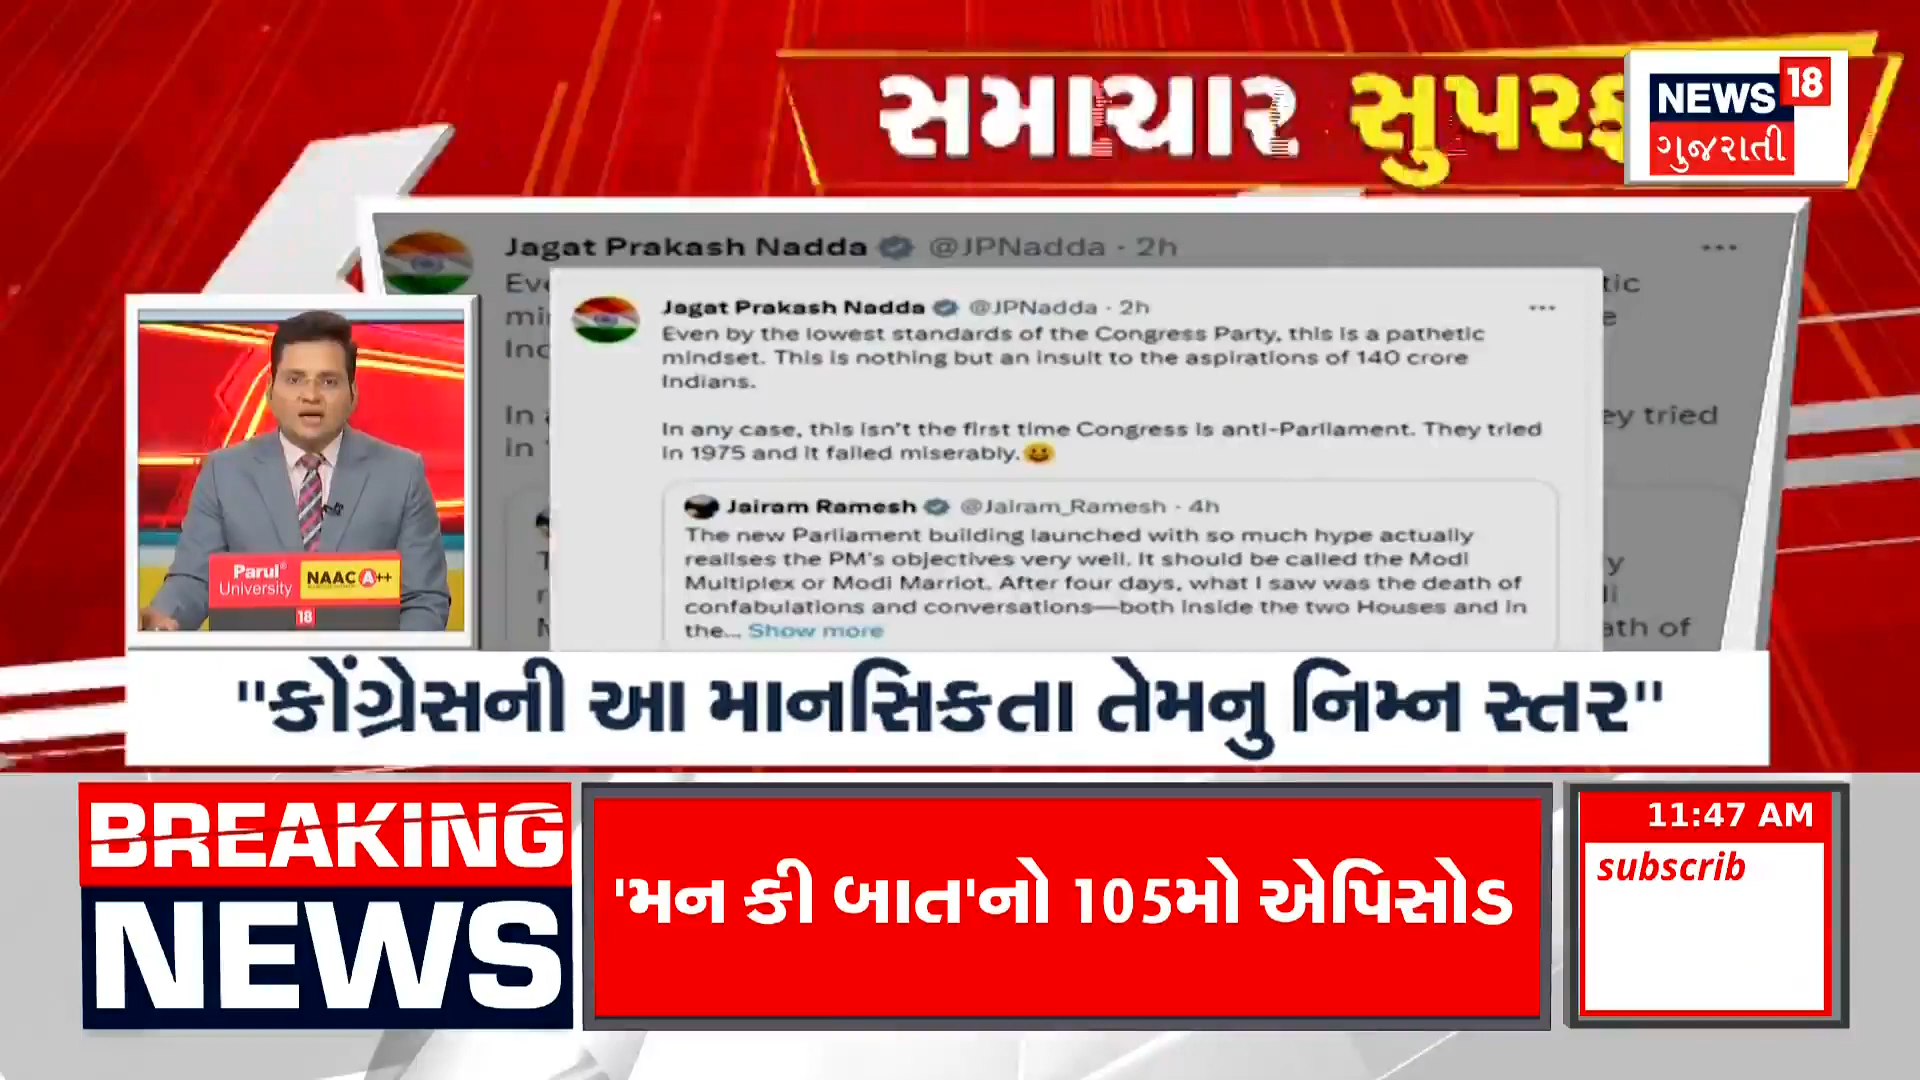 સમાચાર
NEWS 18
ગુજરાતી
Jagat Prakash Nadda @JPNadda · 2h
Jagat Prakash Nadda @JPNadda · 2h
Even by the lowest standards of the Congress Party, this is a pathetic
mindset. This is nothing but an insult to the aspirations of 140 crore
Indians.
In any case, this isn't the first time Congress is anti-Parliament. They tried
in 1975 and it failed miserably.😀
Jairam Ramesh @Jairam_Ramesh · 4h
The new Parliament building launched with so much hype actually
realises the PM's objectives very well. It should be called the Modi
Multiplex or Modi Marriot. After four days, what I saw was the death of
confabulations and conversations—both inside the two Houses and in
the... Show more
ey tried
ath of
Parul
University
NAAC A++
18
"કોંગ્રેસની આ માનસિકતા તેમનુ નિમ્ન સ્તર"
BREAKING
NEWS
'મન કી બાત'નો 105મો એપિસોડ
11:47 AM
subscrib